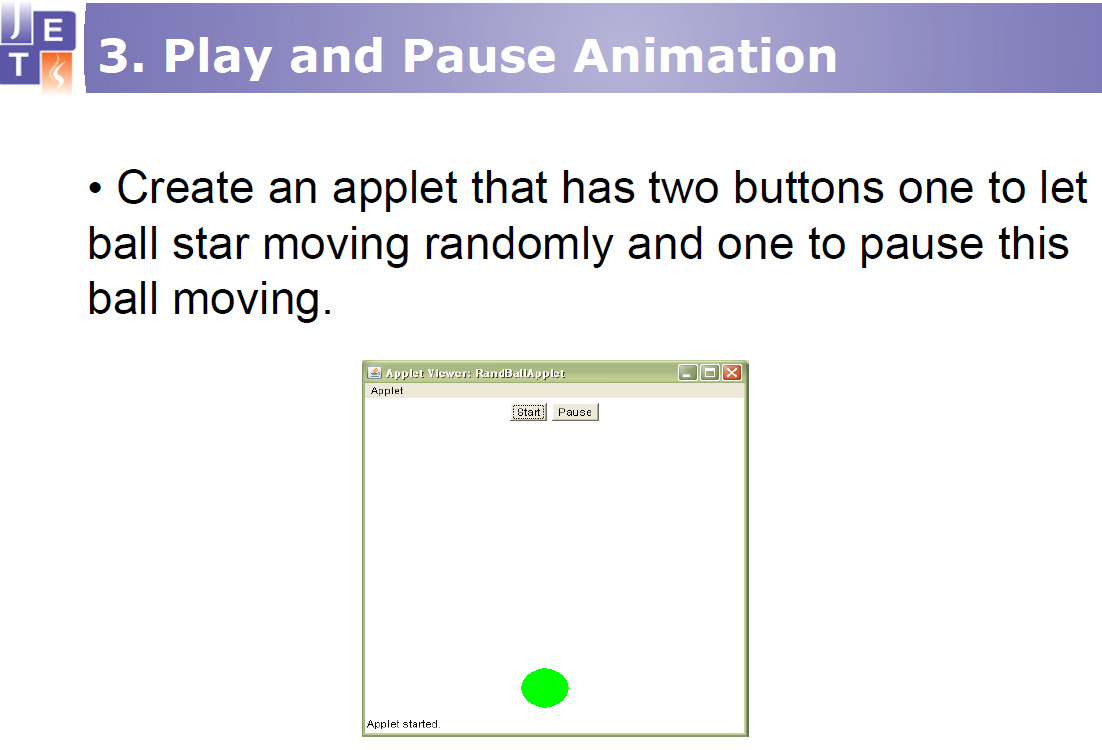 J E
T S
3. Play and Pause Animation
• Create an applet that has two buttons one to let
ball star moving randomly and one to pause this
ball moving.
Applet Viewer: RandBallApplet
Applet
Start Pause
Applet started.